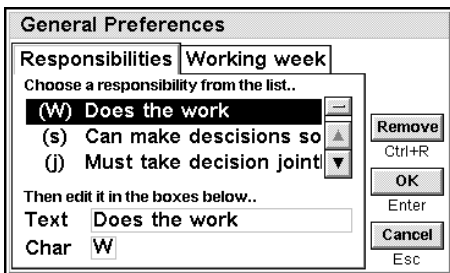 General Preferences
Responsibilities Working week
Choose a responsibility from the list..
(W) Does the work
(s) Can make descisions so
(j) Must take decision jointl
Remove
Ctrl+R
Then edit it in the boxes below..
OK
Enter
Text Does the work
Char W
Cancel
Esc